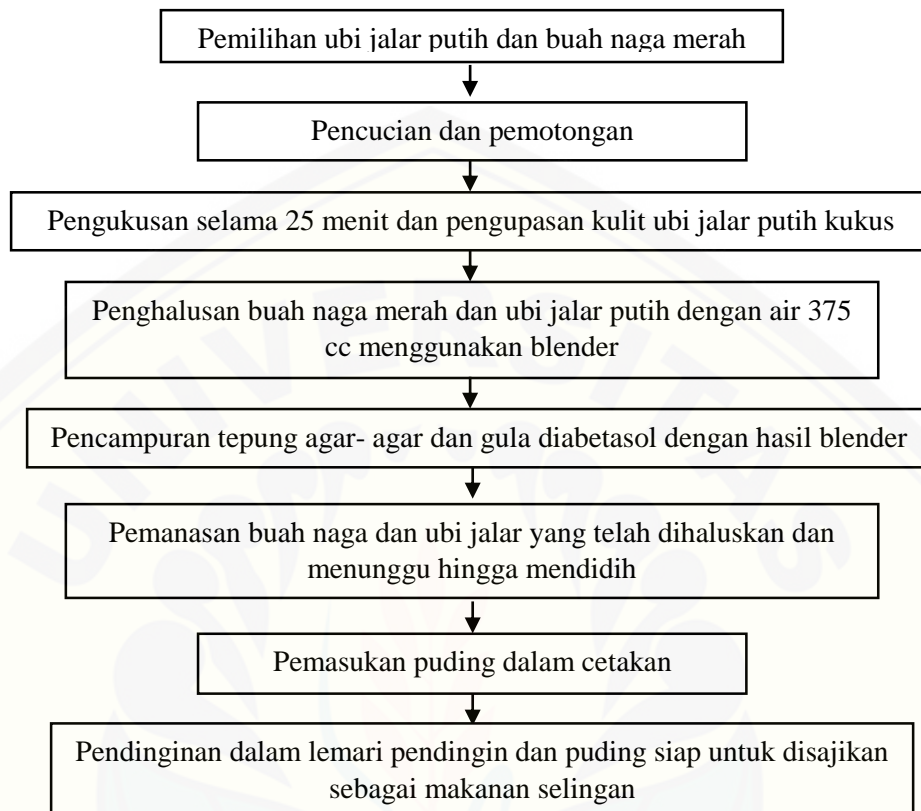 Pemilihan ubi jalar putih dan buah naga merah
Pencucian dan pemotongan
Pengukusan selama 25 menit dan pengupasan kulit ubi jalar putih kukus
Penghalusan buah naga merah dan ubi jalar putih dengan air 375
cc menggunakan blender
Pencampuran tepung agar- agar dan gula diabetasol dengan hasil blender
Pemanasan buah naga dan ubi jalar yang telah dihaluskan dan
menunggu hingga mendidih
Pemasukan puding dalam cetakan
Pendinginan dalam lemari pendingin dan puding siap untuk disajikan
sebagai makanan selingan
UNIVERSITAS